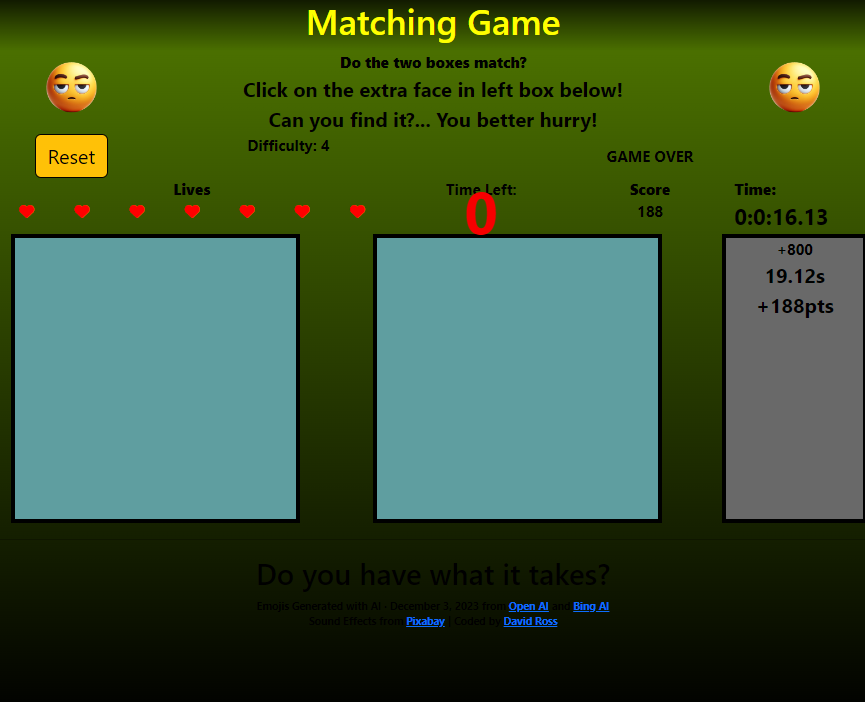 Matching Game
Do the two boxes match?
Click on the extra face in left box below!
Can you find it?... You better hurry!
Difficulty: 4
Reset
GAME OVER
Lives
Time Left:
0
Score
188
Time:
0:0:16.13
+800
19.12s
+188pts
Do you have what it takes?
Emojis Generated with AI - December 3, 2023 from Open AI and Bing AI
Sound Effects from Pixabay | Coded by David Ross